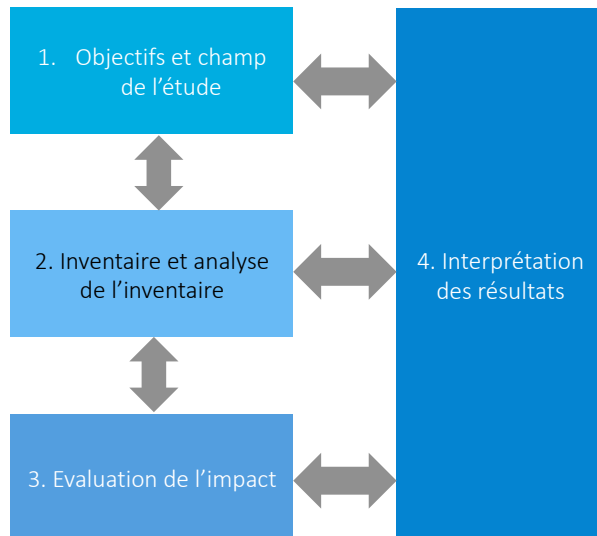 1. Objectifs et champ
de l’étude
2. Inventaire et analyse
de l’inventaire
4. Interprétation
des résultats
3. Evaluation de l’impact